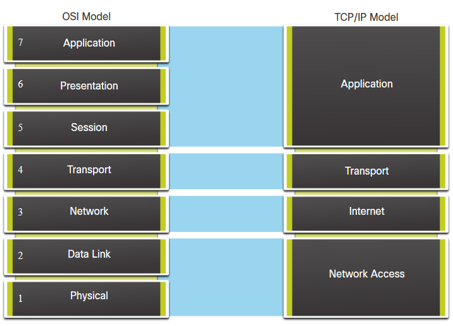 OSI Model
TCP/IP Model
7 Application
6 Presentation
5 Session
4 Transport
3 Network
2 Data Link
1 Physical
Application
Transport
Internet
Network Access